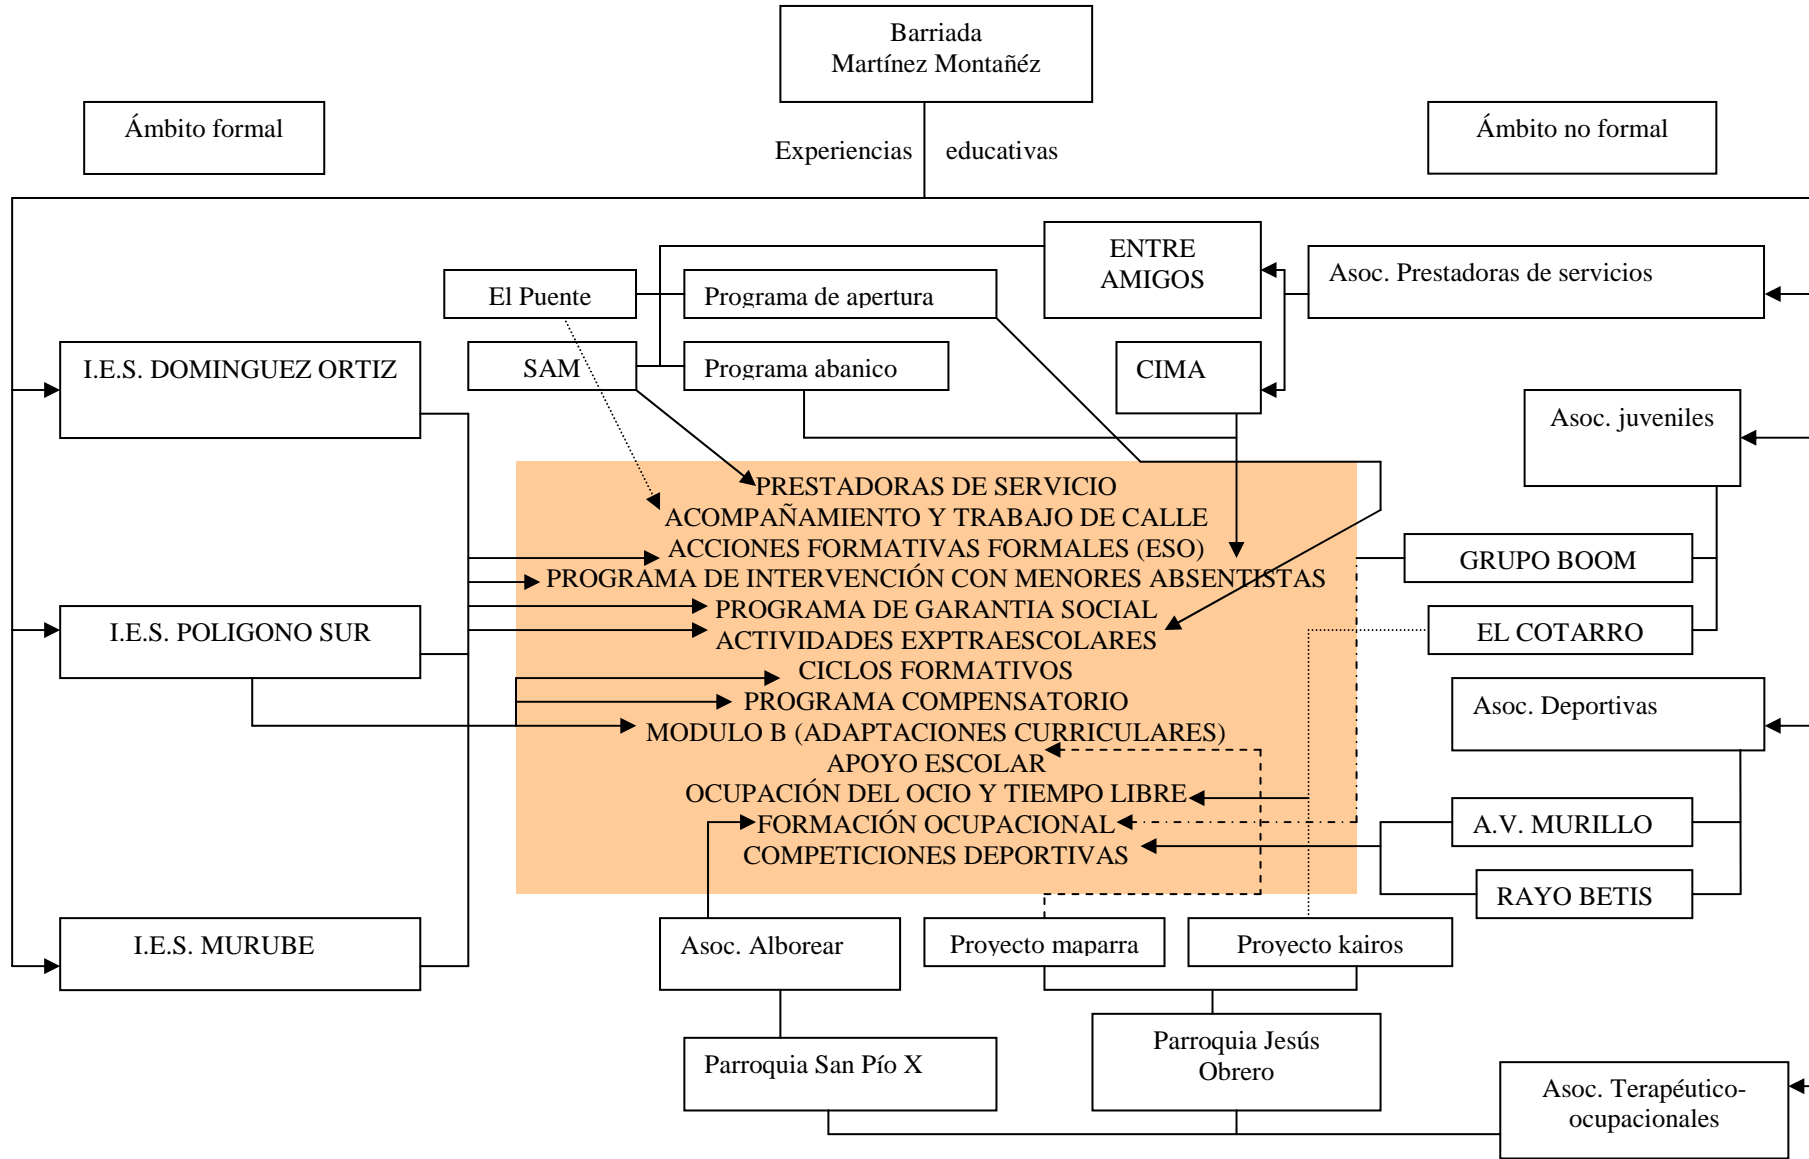 Barriada
Martínez Montañéz
Ámbito formal
Ámbito no formal
Experiencias educativas
ENTRE
AMIGOS
Asoc. Prestadoras de servicios
El Puente
Programa de apertura
I.E.S. DOMINGUEZ ORTIZ
SAM
Programa abanico
CIMA
Asoc. juveniles
PRESTADORAS DE SERVICIO
ACOMPAÑAMIENTO Y TRABAJO DE CALLE
ACCIONES FORMATIVAS FORMALES (ESO)
PROGRAMA DE INTERVENCIÓN CON MENORES ABSENTISTAS
PROGRAMA DE GARANTIA SOCIAL
ACTIVIDADES EXPTRAESCOLARES
CICLOS FORMATIVOS
PROGRAMA COMPENSATORIO
MODULO B (ADAPTACIONES CURRICULARES)
APOYO ESCOLAR
OCUPACIÓN DEL OCIO Y TIEMPO LIBRE
FORMACIÓN OCUPACIONAL
COMPETICIONES DEPORTIVAS
GRUPO BOOM
I.E.S. POLIGONO SUR
EL COTARRO
Asoc. Deportivas
A.V. MURILLO
RAYO BETIS
I.E.S. MURUBE
Asoc. Alborear
Proyecto maparra
Proyecto kairos
Parroquia San Pío X
Parroquia Jesús
Obrero
Asoc. Terapéutico-
ocupacionales